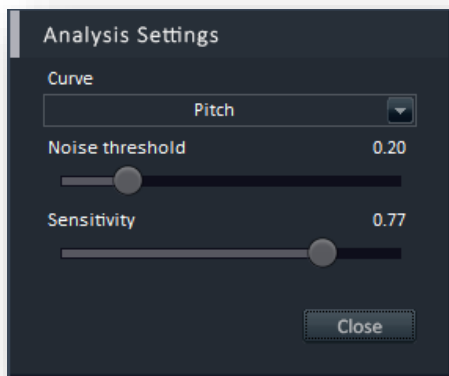 Analysis Settings
Curve
Pitch
Noise threshold 0.20
Sensitivity 0.77
Close